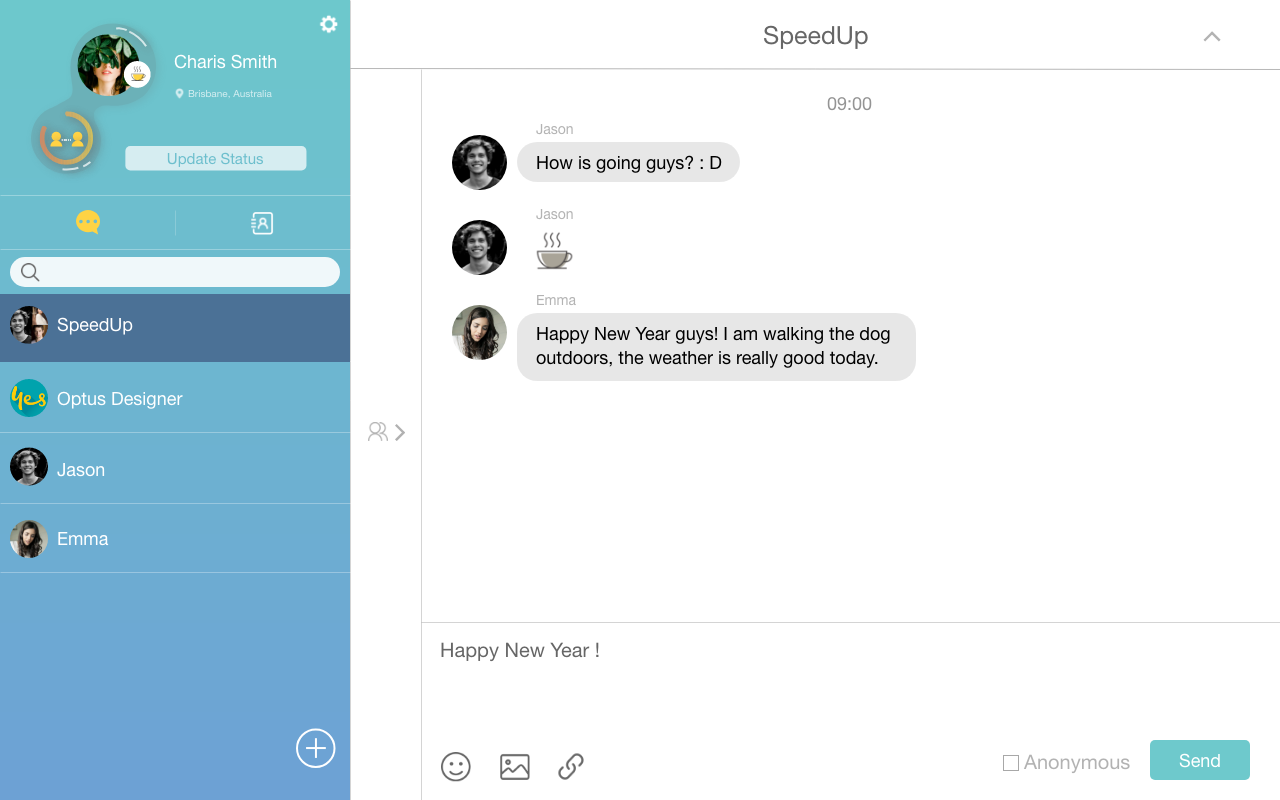 Charis Smith
Brisbane, Australia
Update Status
SpeedUp
yes
Optus Designer
Jason
Emma
SpeedUp
09:00
Jason
How is going guys? : D
Jason
Emma
Happy New Year guys! I am walking the dog
outdoors, the weather is really good today.
Happy New Year !
Anonymous
Send